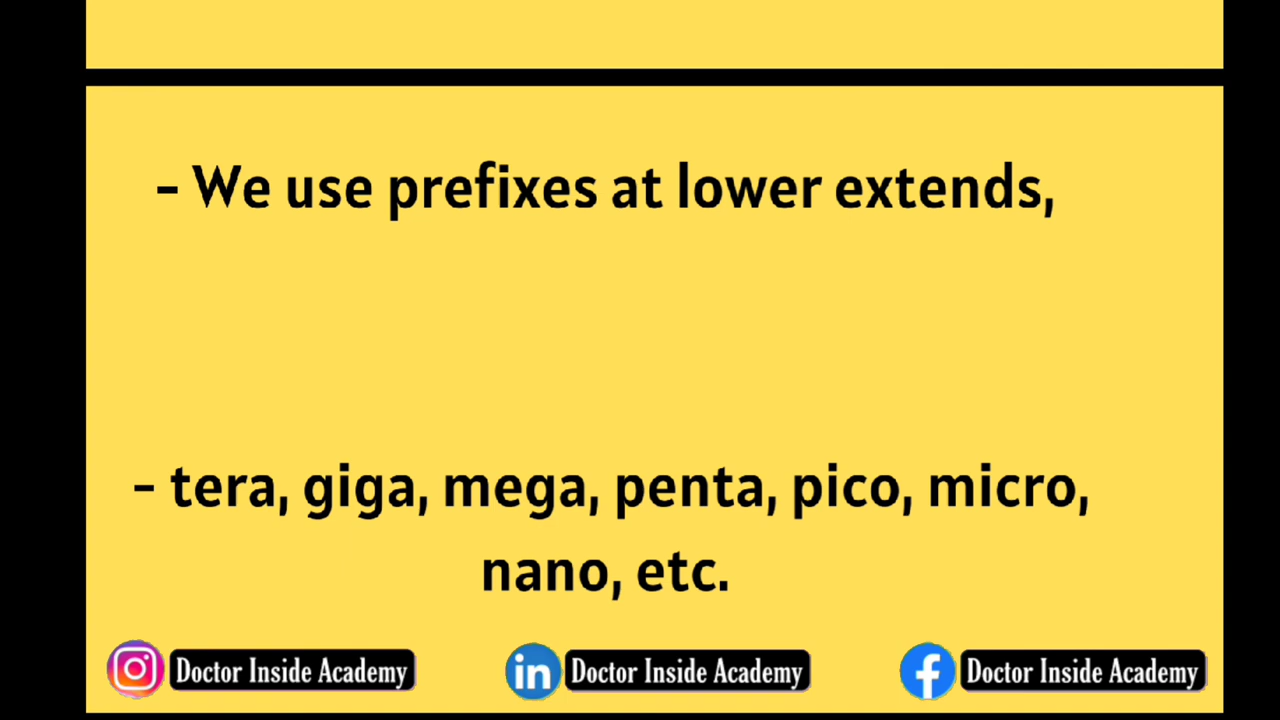 - We use prefixes at lower extends,
- tera, giga, mega, penta, pico, micro,
nano, etc.
Doctor Inside Academy
in Doctor Inside Academy
f Doctor Inside Academy